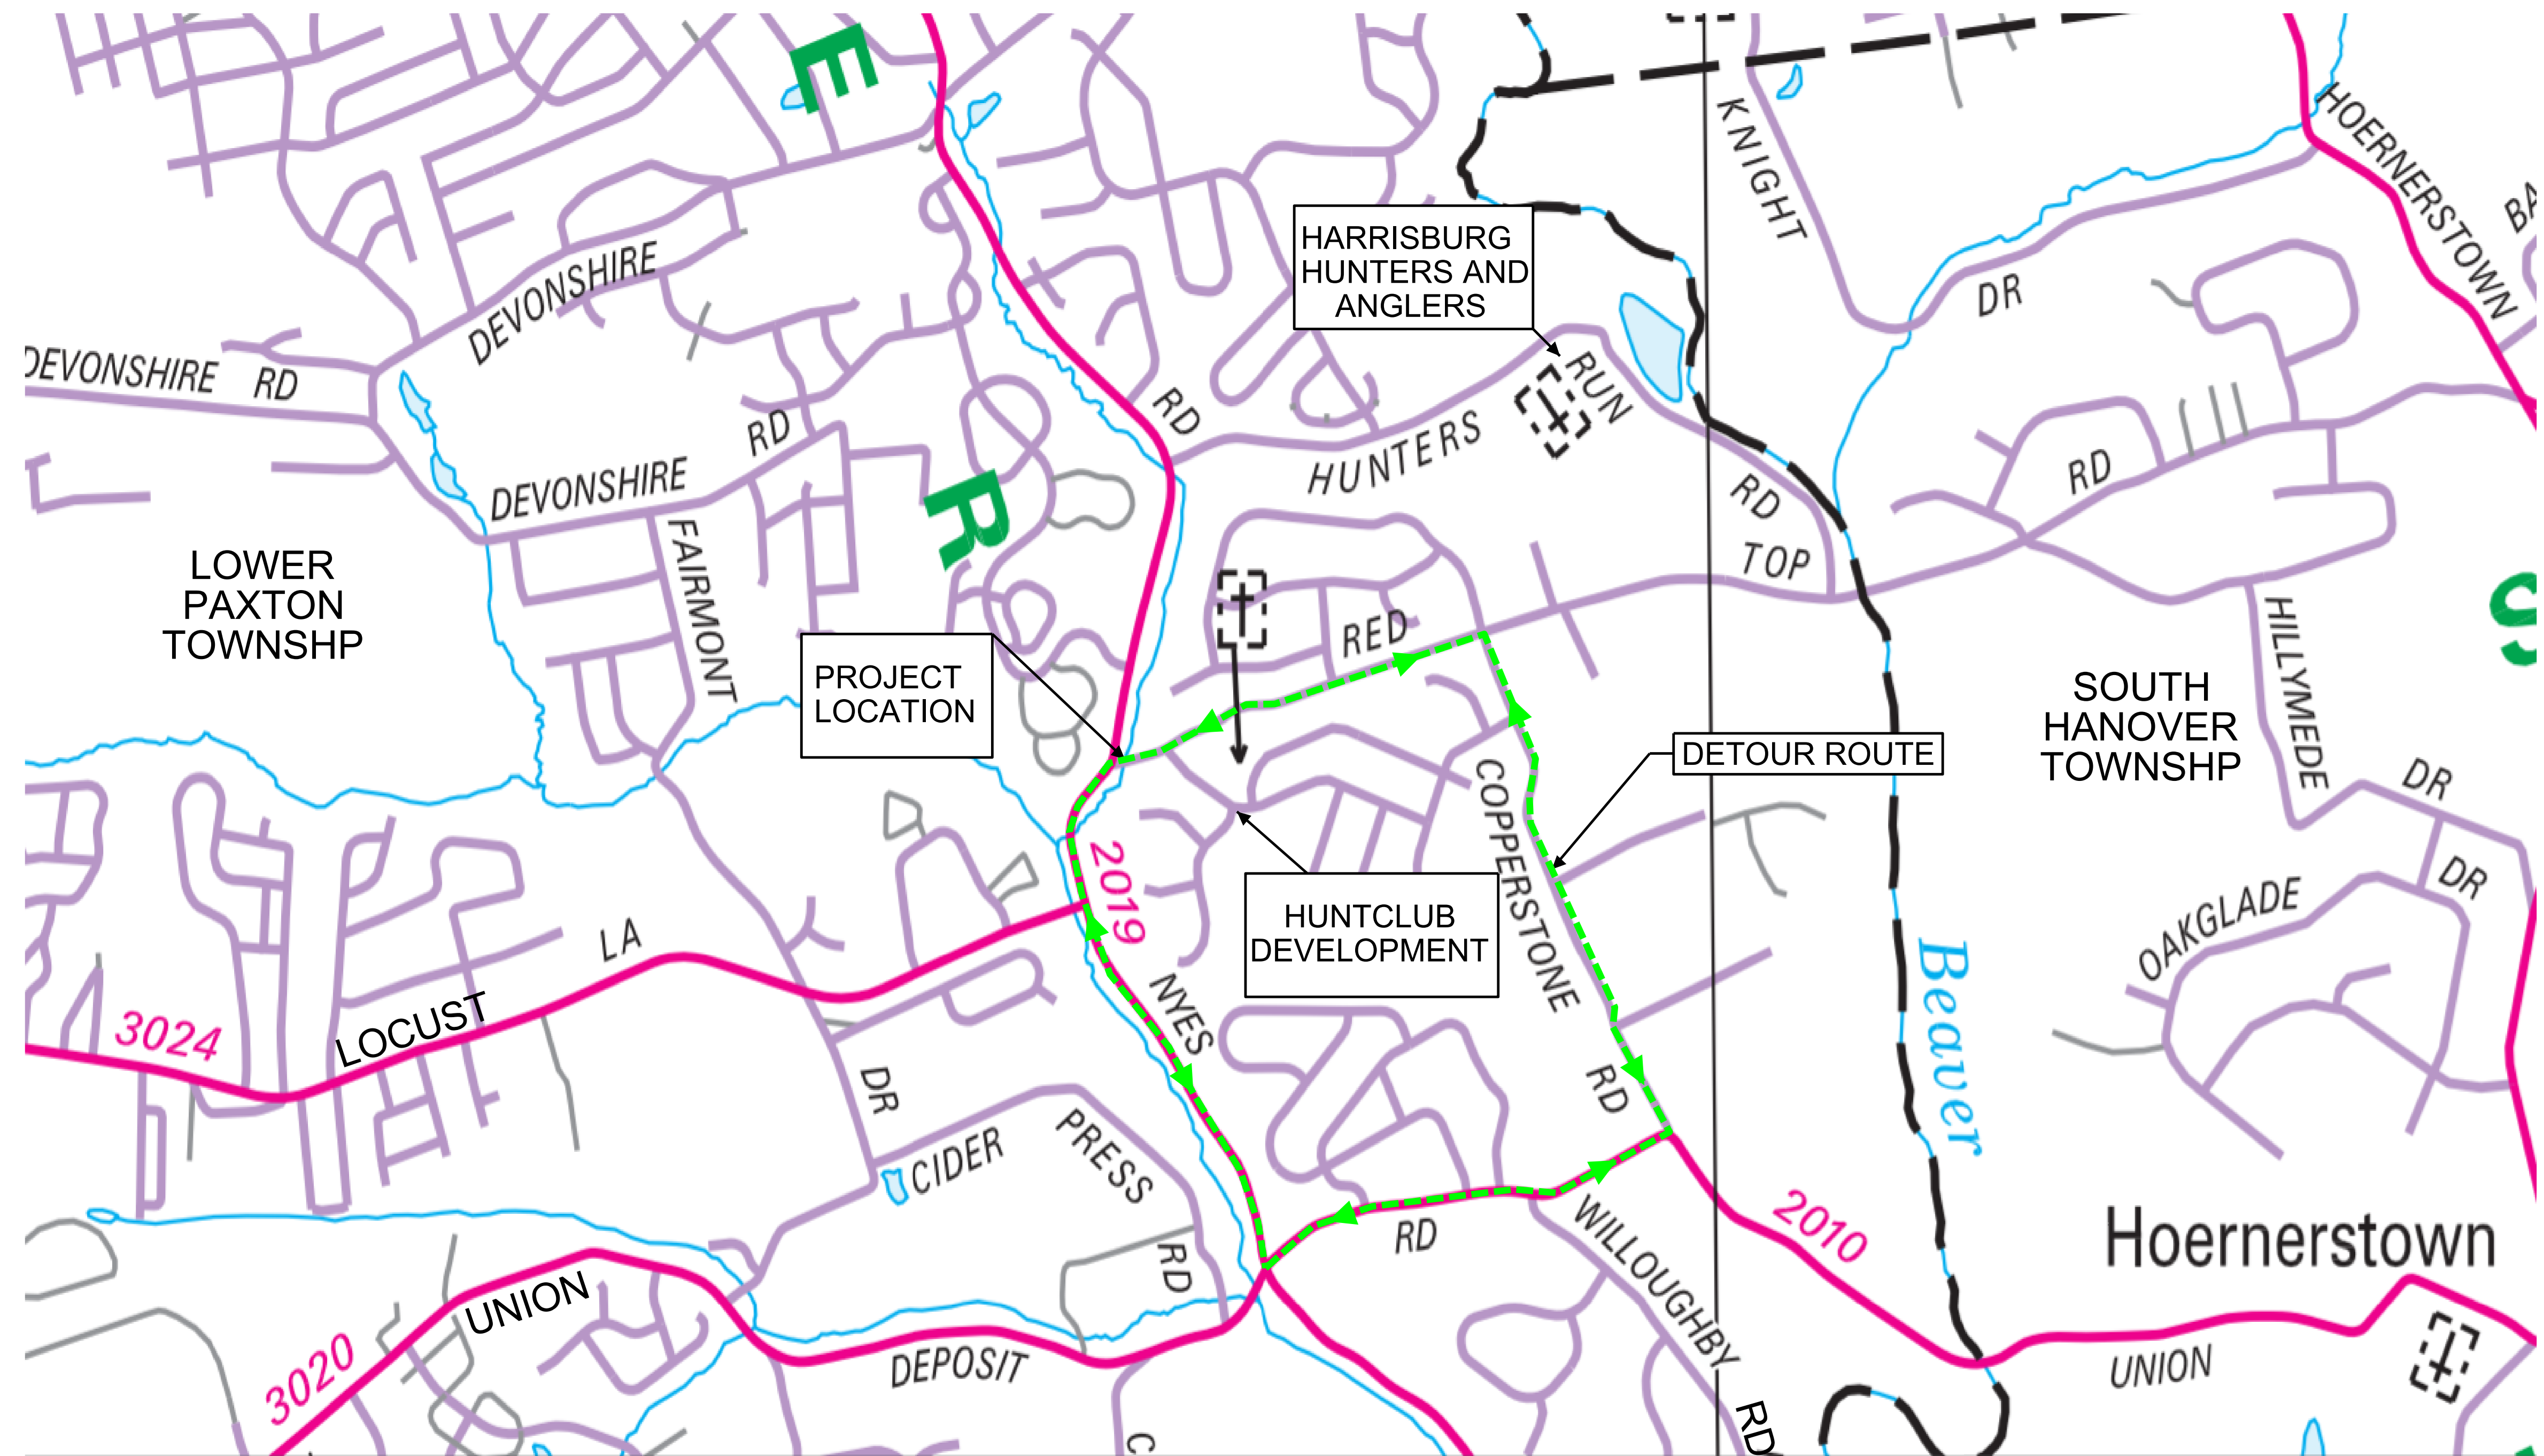 E
KNIGHT
HOERNERSTOWN
BA
HARRISBURG
HUNTERS AND
ANGLERS
DEVONSHIRE
DR
DEVONSHIRE RD
RD
RUN
RD
HUNTERS
RD
RD
DEVONSHIRE
R
FAIRMONT
TOP
LOWER
PAXTON
TOWNSHP
RED
HILLYMEDE
S
PROJECT
LOCATION
SOUTH
HANOVER
TOWNSHP
DETOUR ROUTE
COPPERSTONE
DR
2019
HUNTCLUB
DEVELOPMENT
DR
OAKGLADE
LA
Beaver
NYES
3024
LOCUST
DR
RD
CIDER
PRESS
2010
Hoernerstown
RD
WILLOUGHBY
RD
UNION
3020
DEPOSIT
UNION
RD
C